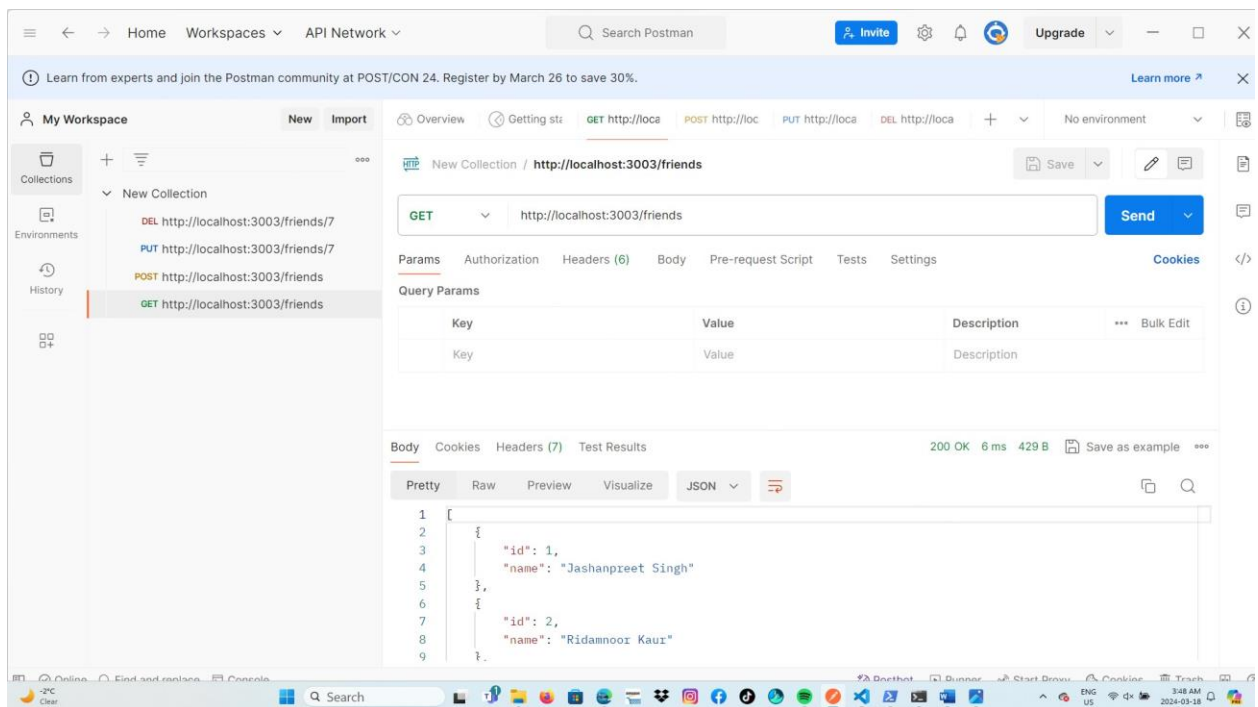 Home Workspaces API Network Search Postman Invite Upgrade
Learn from experts and join the Postman community at POST/CON 24. Register by March 26 to save 30%. Learn more
My Workspace New Import Overview Getting sta GET http://loca POST http://loc PUT http://loca DEL http://loca No environment
Collections
New Collection / http://localhost:3003/friends Save
New Collection
DEL http://localhost:3003/friends/7
GET http://localhost:3003/friends Send
Environments
PUT http://localhost:3003/friends/7
POST http://localhost:3003/friends
GET http://localhost:3003/friends
History
Params Authorization Headers (6) Body Pre-request Script Tests Settings Cookies
Query Params
Key Value Description Bulk Edit
Key Value Description
Body Cookies Headers (7) Test Results 200 OK 6 ms 429 B Save as example
Pretty Raw Preview Visualize JSON
1 [
2 {
3 "id": 1,
4 "name": "Jashanpreet Singh"
5 },
6 {
7 "id": 2,
8 "name": "Ridamnoor Kaur"
9 },
Online Find and replace Console Postbot Runner Start Proxy Cookies Trash
-2°C
Clear
Search
ENG
US
3:48 AM
2024-03-18